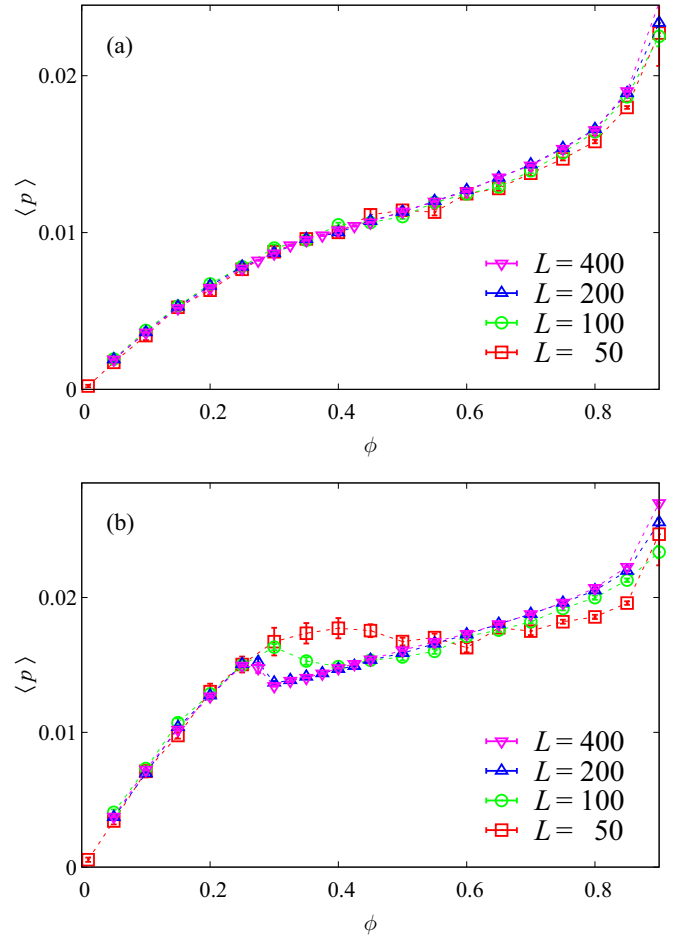 (a)
0.02
0.01
0
⟨p⟩
L = 400
L = 200
L = 100
L = 50
0 0.2 0.4 0.6 0.8
ϕ
(b)
0.02
0.01
0
⟨p⟩
L = 400
L = 200
L = 100
L = 50
0 0.2 0.4 0.6 0.8
ϕ